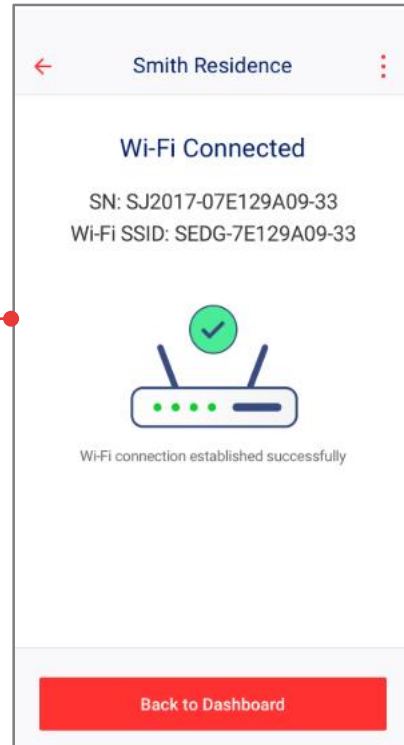 Smith Residence
Wi-Fi Connected
SN: SJ2017-07E129A09-33
Wi-Fi SSID: SEDG-7E129A09-33
Wi-Fi connection established successfully
Back to Dashboard